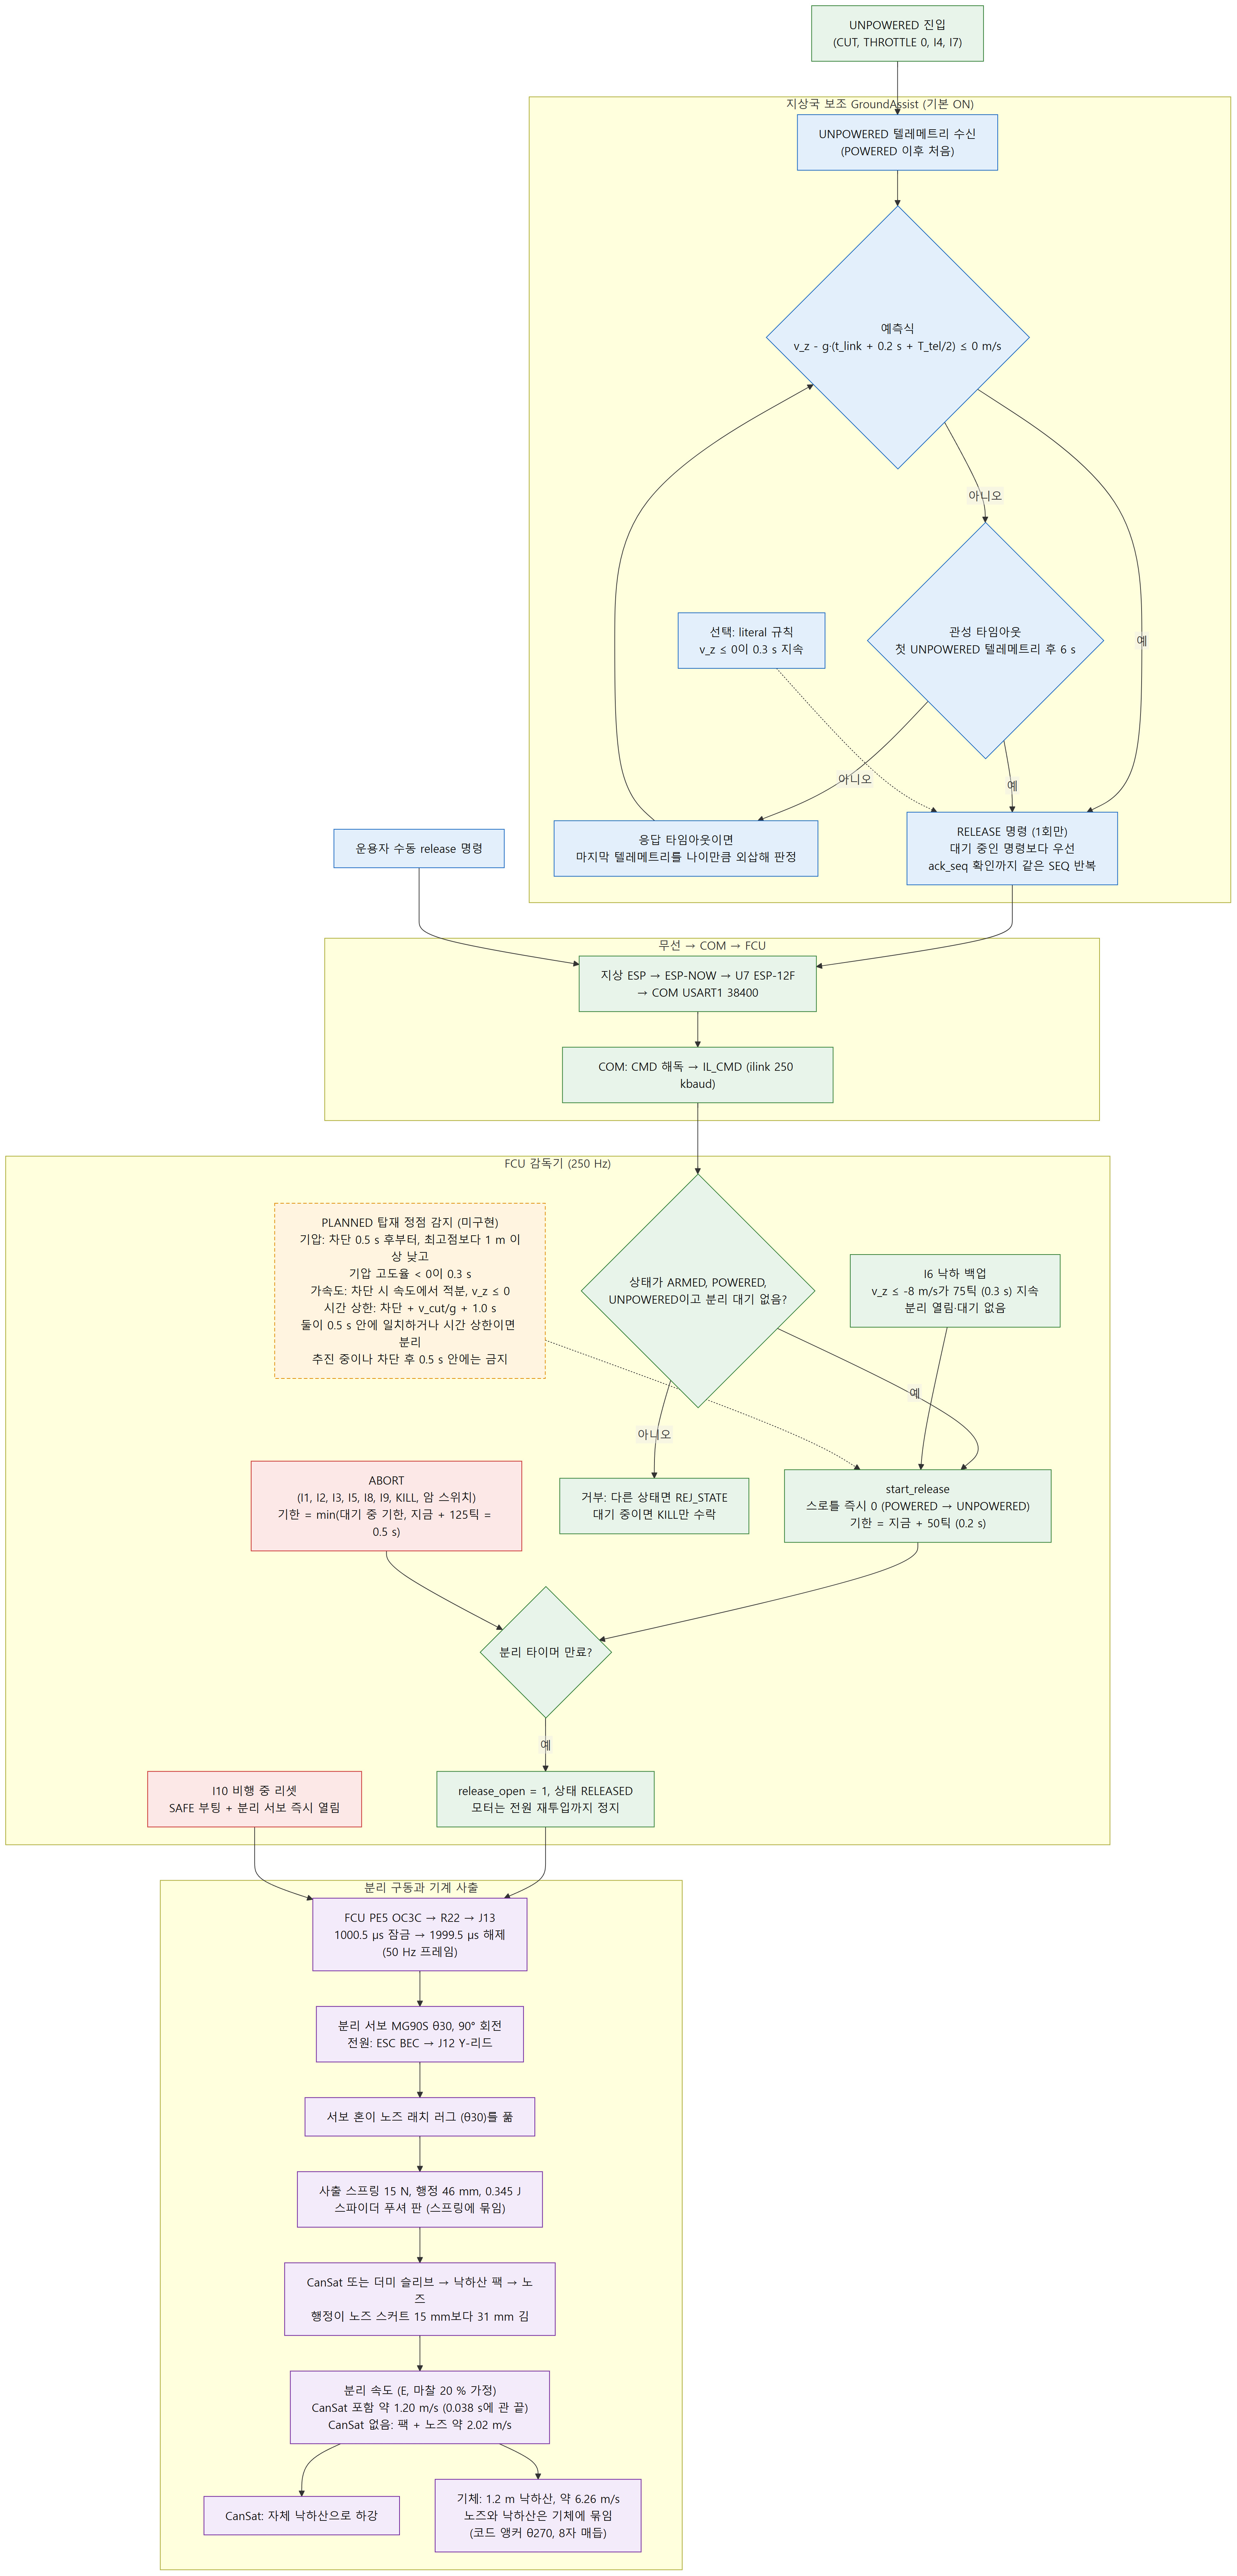 UNPOWERED 진입
(CUT, THROTTLE 0, I4, I7)
지상국 보조 GroundAssist (기본 ON)
UNPOWERED 텔레메트리 수신
(POWERED 이후 처음)
예측식
v_z - g·(t_link + 0.2 s + T_tel/2) ≤ 0 m/s
아니오
관성 타임아웃
첫 UNPOWERED 텔레메트리 후 6 s
선택: literal 규칙
v_z ≤ 0이 0.3 s 지속
예
아니오
예
응답 타임아웃이면
마지막 텔레메트리를 나이만큼 외삽해 판정
RELEASE 명령 (1회만)
대기 중인 명령보다 우선
ack_seq 확인까지 같은 SEQ 반복
운용자 수동 release 명령
무선 → COM → FCU
지상 ESP → ESP-NOW → U7 ESP-12F
→ COM USART1 38400
COM: CMD 해독 → IL_CMD (ilink 250
kbaud)
FCU 감독기 (250 Hz)
PLANNED 탑재 정점 감지 (미구현)
기압: 차단 0.5 s 후부터, 최고점보다 1 m 이
상 낮고
기압 고도율 < 0이 0.3 s
가속도: 차단 시 속도에서 적분, v_z ≤ 0
시간 상한: 차단 + v_cut/g + 1.0 s
둘이 0.5 s 안에 일치하거나 시간 상한이면
분리
추진 중이나 차단 후 0.5 s 안에는 금지
상태가 ARMED, POWERED,
UNPOWERED이고 분리 대기 없음?
I6 낙하 백업
v_z ≤ -8 m/s가 75틱 (0.3 s) 지속
분리 열림·대기 없음
예
아니오
ABORT
(I1, I2, I3, I5, I8, I9, KILL, 암 스위치)
기한 = min(대기 중 기한, 지금 + 125틱 =
0.5 s)
거부: 다른 상태면 REJ_STATE
대기 중이면 KILL만 수락
start_release
스로틀 즉시 0 (POWERED → UNPOWERED)
기한 = 지금 + 50틱 (0.2 s)
분리 타이머 만료?
예
I10 비행 중 리셋
SAFE 부팅 + 분리 서보 즉시 열림
release_open = 1, 상태 RELEASED
모터는 전원 재투입까지 정지
분리 구동과 기계 사출
FCU PE5 OC3C → R22 → J13
1000.5 µs 잠금 → 1999.5 µs 해제
(50 Hz 프레임)
분리 서보 MG90S θ30, 90° 회전
전원: ESC BEC → J12 Y-리드
서보 혼이 노즈 래치 러그 (θ30)를 풂
사출 스프링 15 N, 행정 46 mm, 0.345 J
스파이더 푸셔 판 (스프링에 묶임)
CanSat 또는 더미 슬리브 → 낙하산 팩 → 노
즈
행정이 노즈 스커트 15 mm보다 31 mm 김
분리 속도 (E, 마찰 20 % 가정)
CanSat 포함 약 1.20 m/s (0.038 s에 관 끝)
CanSat 없음: 팩 + 노즈 약 2.02 m/s
CanSat: 자체 낙하산으로 하강
기체: 1.2 m 낙하산, 약 6.26 m/s
노즈와 낙하산은 기체에 묶임
(코드 앵커 θ270, 8자 매듭)